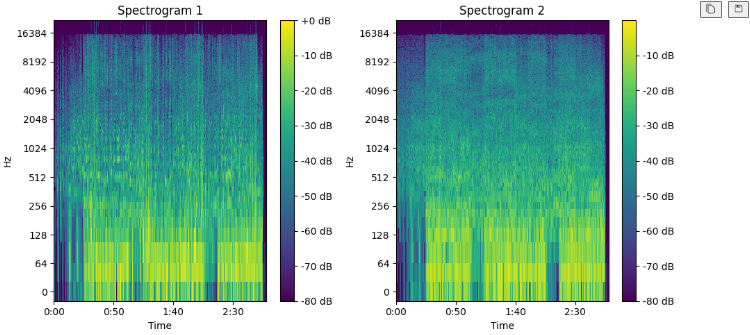 Spectrogram 1
Hz
16384
8192
4096
2048
1024
512
256
128
64
0
0:00 0:50 1:40 2:30
Time
+0 dB
-10 dB
-20 dB
-30 dB
-40 dB
-50 dB
-60 dB
-70 dB
-80 dB
Spectrogram 2
Hz
16384
8192
4096
2048
1024
512
256
128
64
0
0:00 0:50 1:40 2:30
Time
-10 dB
-20 dB
-30 dB
-40 dB
-50 dB
-60 dB
-70 dB
-80 dB